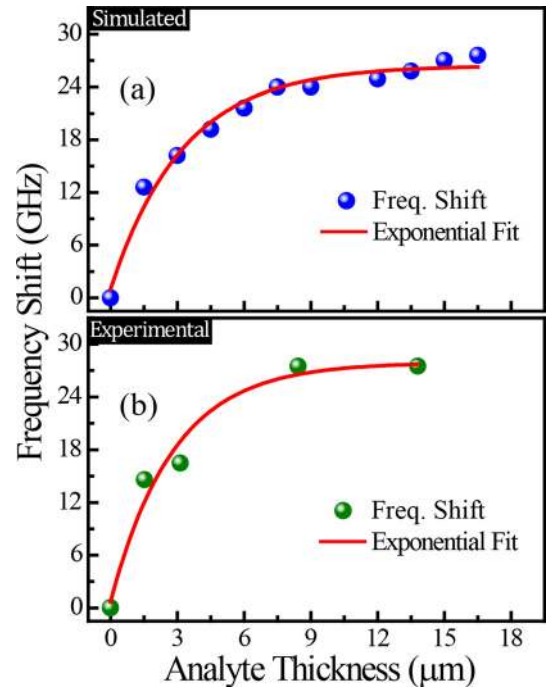 Simulated
30
24
18
12
6
0
(a)
Freq. Shift
Exponential Fit
Frequency Shift (GHz)
Experimental
30
24
18
12
6
0
(b)
Freq. Shift
Exponential Fit
0 3 6 9 12 15 18
Analyte Thickness (μm)